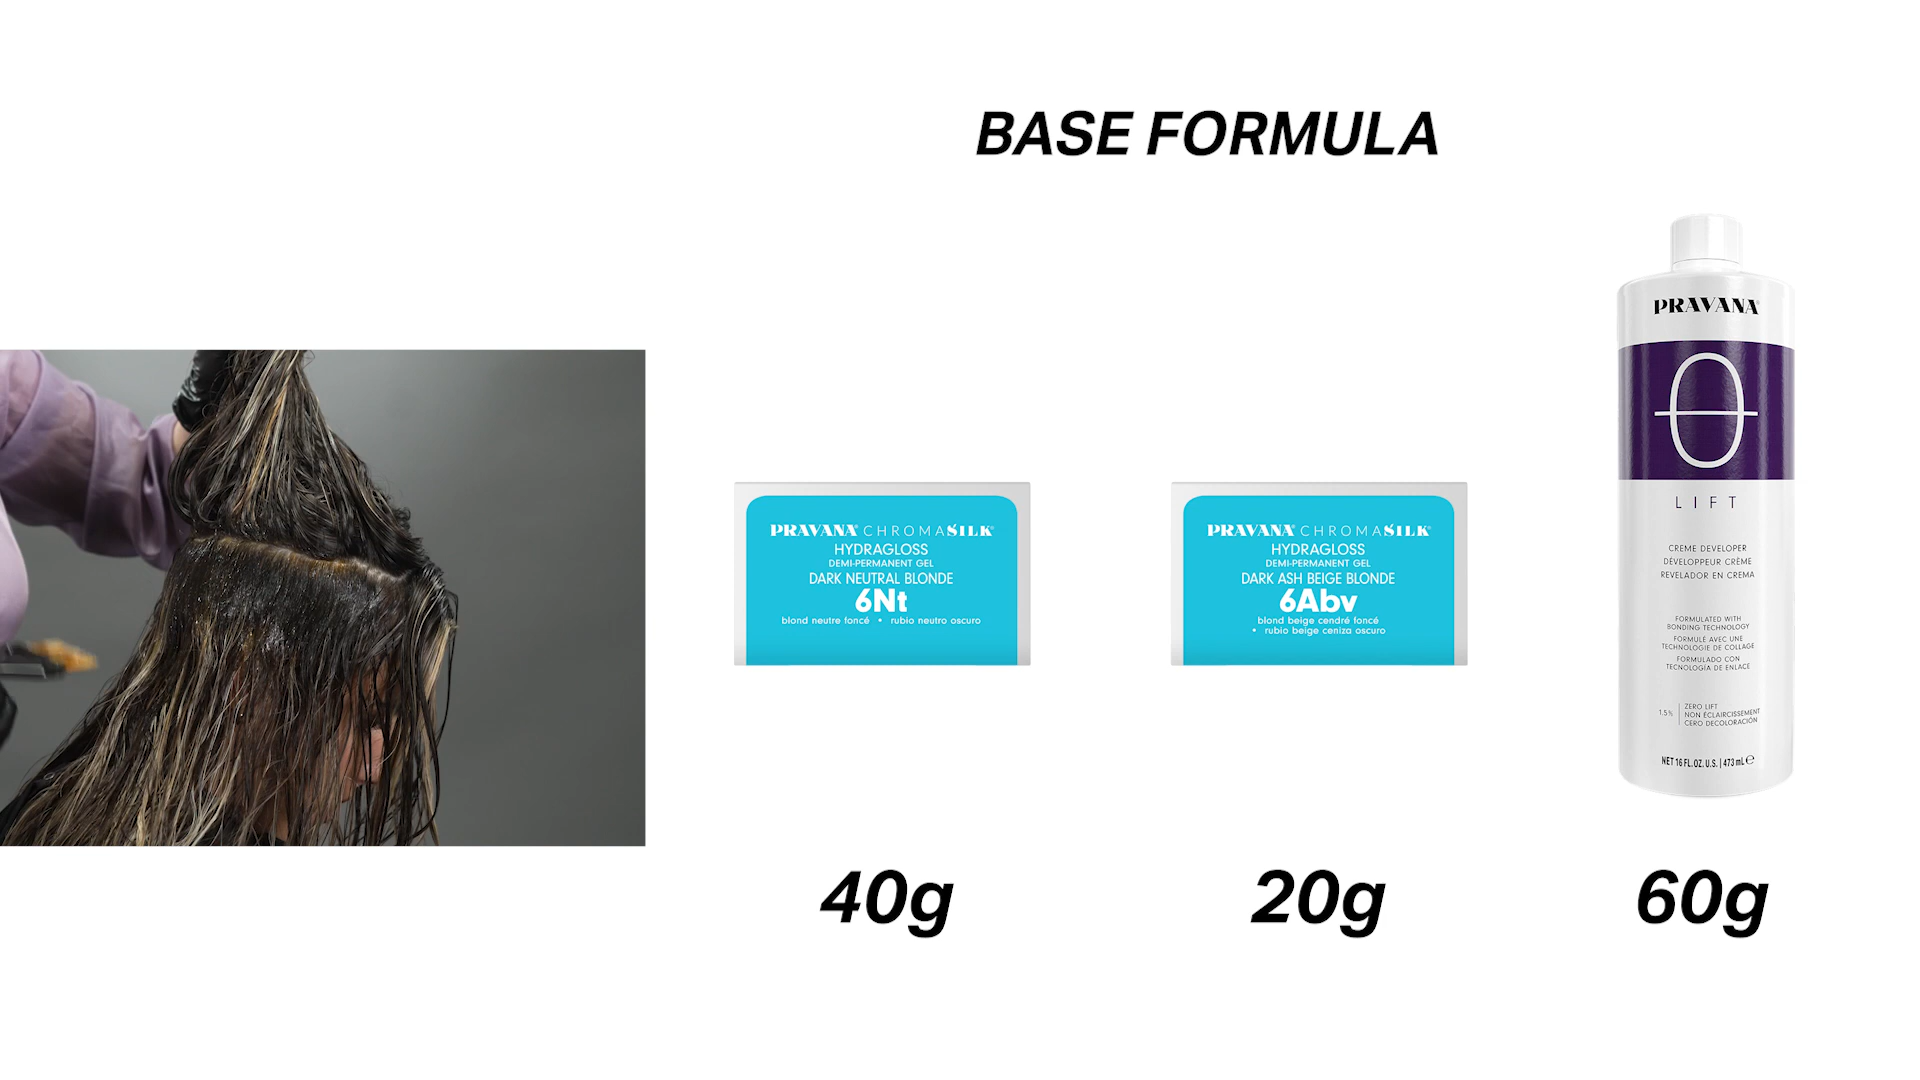 BASE FORMULA
PRAVANA CHROMASILK
HYDRAGLOSS
DEMI-PERMANENT GEL
DARK NEUTRAL BLONDE
6Nt
blond neutre foncé • rubio neutro oscuro
40g
PRAVANA CHROMASILK
HYDRAGLOSS
DEMI-PERMANENT GEL
DARK ASH BEIGE BLONDE
6Abv
blond beige cendré foncé
• rubio beige ceniza oscuro
20g
PRAVANA
0
LIFT
CREME DEVELOPER
DÉVELOPPEUR CRÈME
REVELADOR EN CREMA
FORMULATED WITH
BONDING TECHNOLOGY
FORMULÉ AVEC UNE
TECHNOLOGIE DE COLLAGE
FORMULADO CON
TECNOLOGÍA DE ENLACE
1.5%
ZERO LIFT
NON ÉCLAIRCISSEMENT
CERO DECOLORACIÓN
NET 16 FL. OZ. U.S. | 473 mL ℮
60g